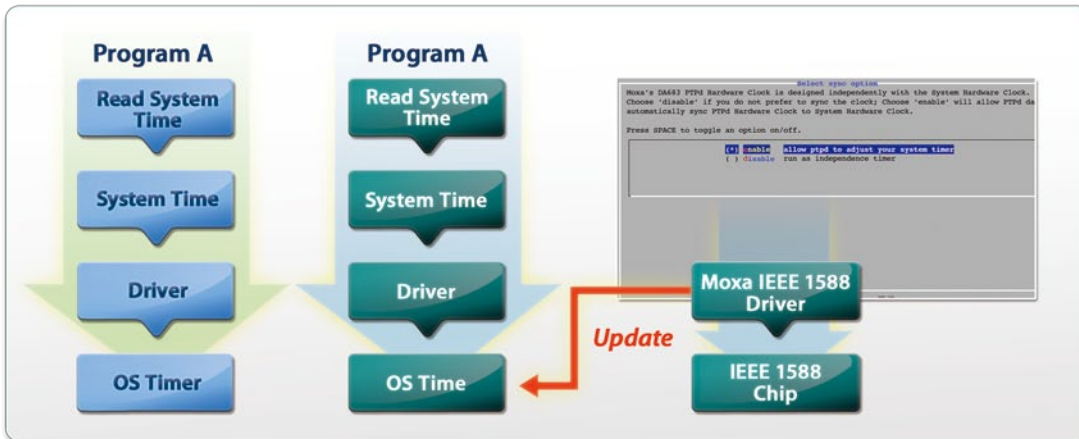 Program A
Read System
Time
System Time
Driver
OS Timer
Program A
Read System
Time
System Time
Driver
OS Time
Select sync option
Moxa's DA683 PTPd Hardware Clock is designed independently with the System Hardware Clock.
Choose 'disable' if you do not prefer to sync the clock; Choose 'enable' will allow PTPd da
automatically sync PTPd Hardware Clock to System Hardware Clock.
Press SPACE to toggle an option on/off.
(*) enable allow ptpd to adjust your system timer
( ) disable run as independence timer
Moxa IEEE 1588
Driver
Update
IEEE 1588
Chip